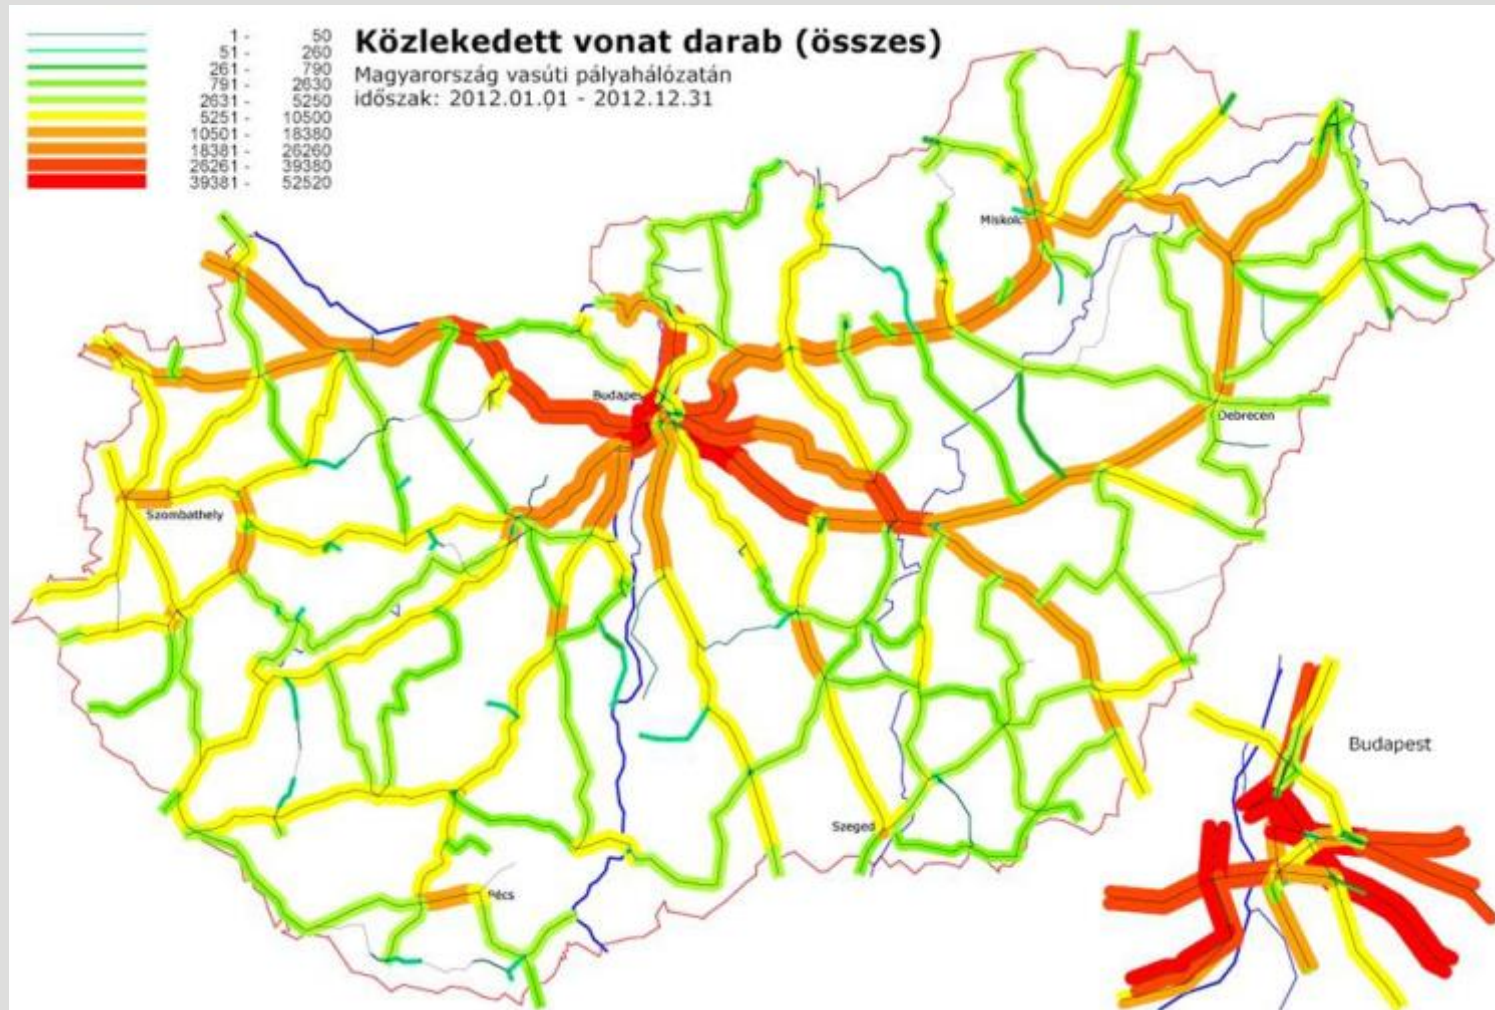 1 - 50
51 - 260
261 - 790
791 - 2630
2631 - 5250
5251 - 10500
10501 - 18380
18381 - 26260
26261 - 39380
39381 - 52520
Közlekedett vonat darab (összes)
Magyarország vasúti pályahálózatán
időszak: 2012.01.01 - 2012.12.31
Miskolc
Budapes
Debrecen
Szombathely
Budapest
Szeged
Pécs